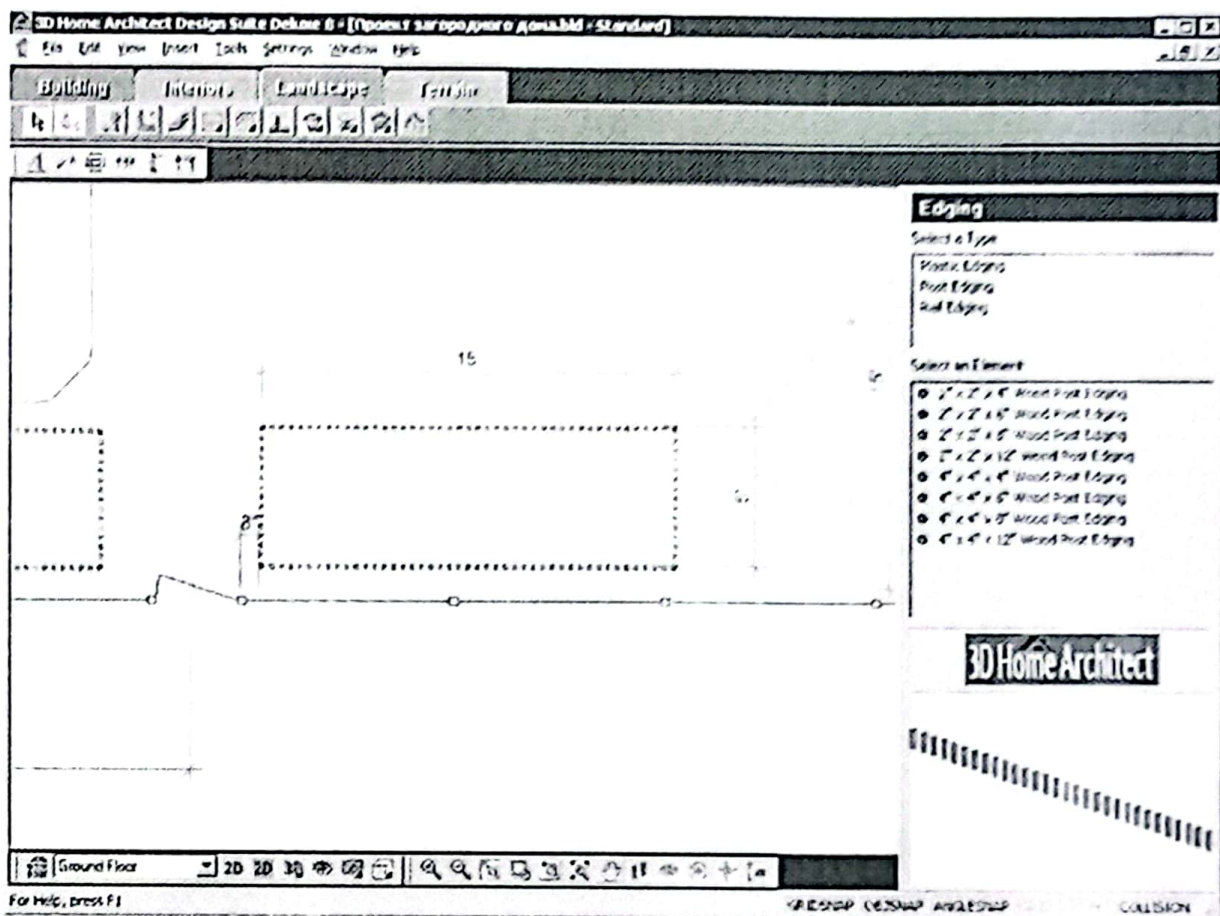 3D Home Architect Design Suite Deluxe 6 - [Проект загородного дома.bld - Standard]
File Edit View Insert Tools Settings Window Help
Building Interiors Landscape Terrain
Edging
Select a Type
Plastic Edging
Post Edging
Rail Edging
15
Select an Element
2" x 2" x 4" Wood Post Edging
2" x 2" x 6" Wood Post Edging
2" x 2" x 8" Wood Post Edging
2" x 2" x 12" Wood Post Edging
4" x 4" x 4" Wood Post Edging
4" x 4" x 6" Wood Post Edging
4" x 4" x 8" Wood Post Edging
4" x 4" x 12" Wood Post Edging
8"
3D Home Architect
Ground Floor 2D 2D 3D
For Help, press F1 GRIDSNAP OBJSNAP ANGLESNAP COLLISION